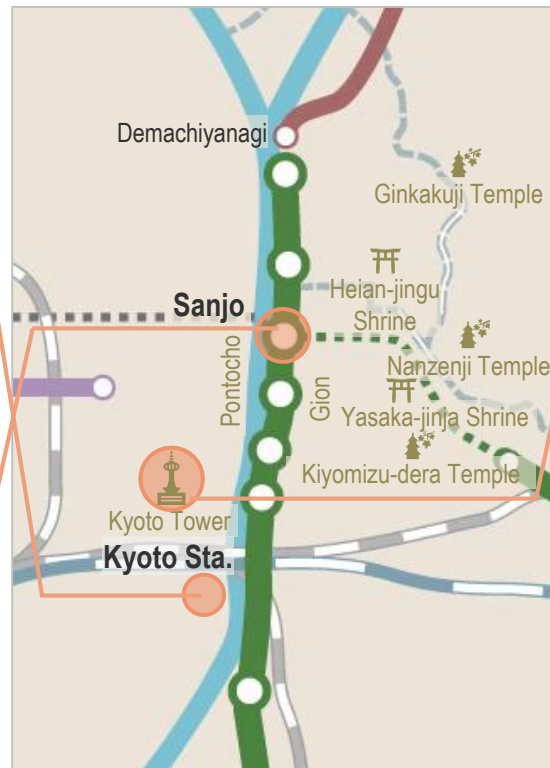 Demachiyanagi
Ginkakuji Temple
Heian-jingu
Shrine
Sanjo
Nanzenji Temple
Pontocho
Gion
Yasaka-jinja Shrine
Kiyomizu-dera Temple
Kyoto Tower
Kyoto Sta.